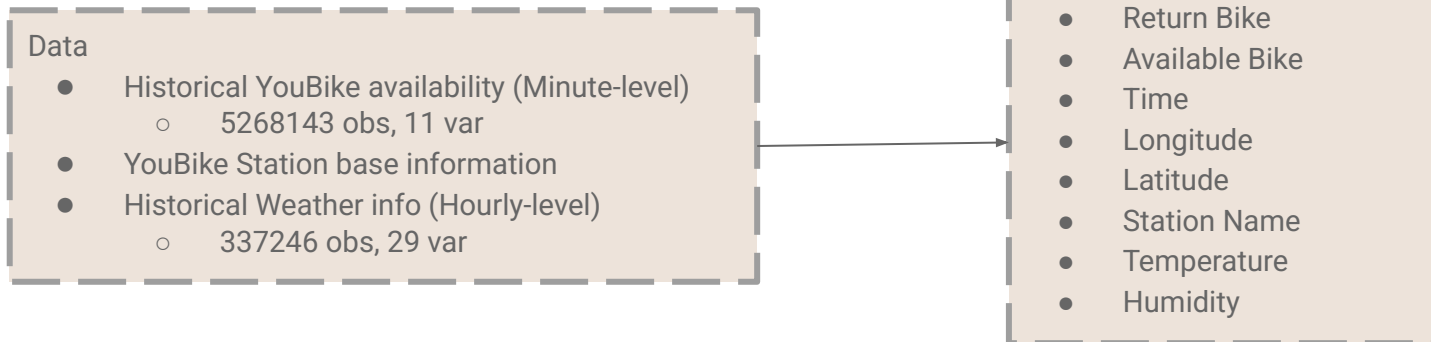 Data
● Historical YouBike availability (Minute-level)
○ 5268143 obs, 11 var
● YouBike Station base information
● Historical Weather info (Hourly-level)
○ 337246 obs, 29 var
● Return Bike
● Available Bike
● Time
● Longitude
● Latitude
● Station Name
● Temperature
● Humidity